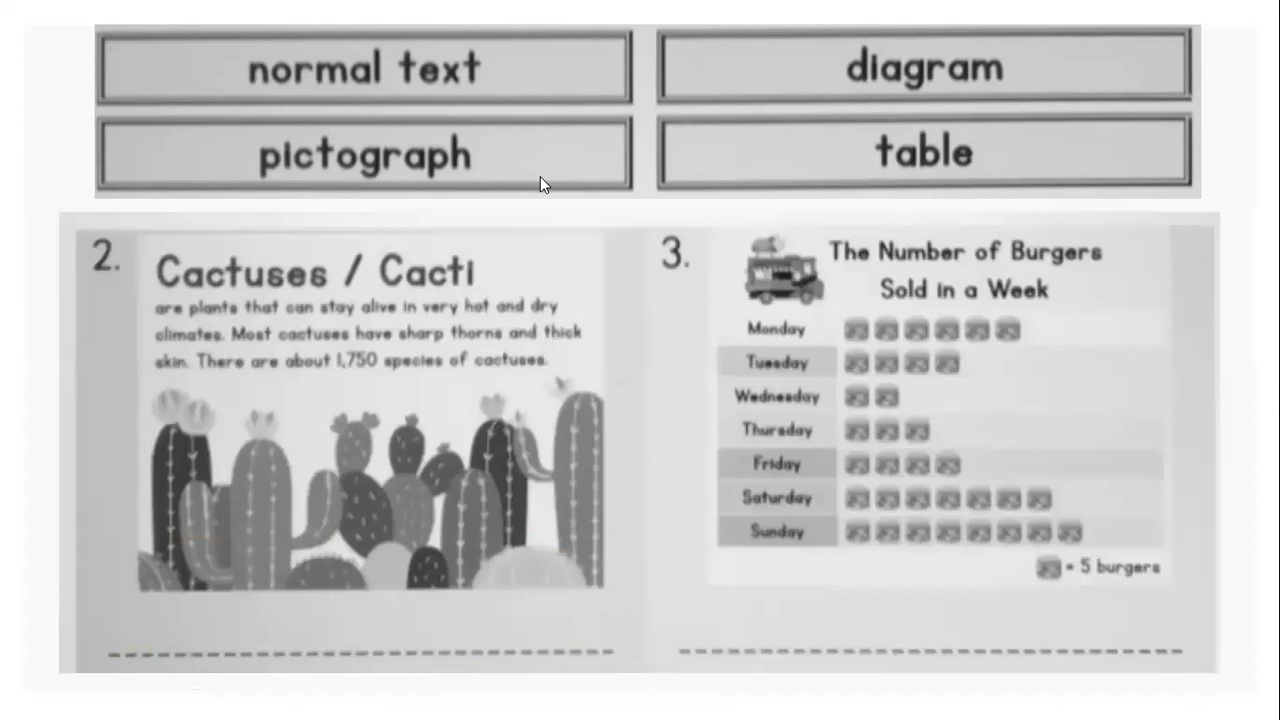 normal text
diagram
pictograph
table
2.
Cactuses / Cacti
are plants that can stay alive in very hot and dry
climates. Most cactuses have sharp thorns and thick
skin. There are about 1,750 species of cactuses.
3.
The Number of Burgers
Sold in a Week
Monday
Tuesday
Wednesday
Thursday
Friday
Saturday
Sunday
= 5 burgers